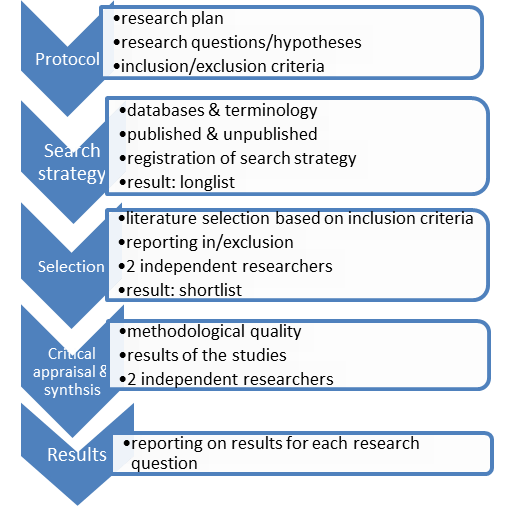 Protocol
•research plan
•research questions/hypotheses
•inclusion/exclusion criteria
Search
strategy
•databases & terminology
•published & unpublished
•registration of search strategy
•result: longlist
Selection
•literature selection based on inclusion criteria
•reporting in/exclusion
•2 independent researchers
•result: shortlist
Critical
appraisal &
synthsis
•methodological quality
•results of the studies
•2 independent researchers
Results
•reporting on results for each research
question